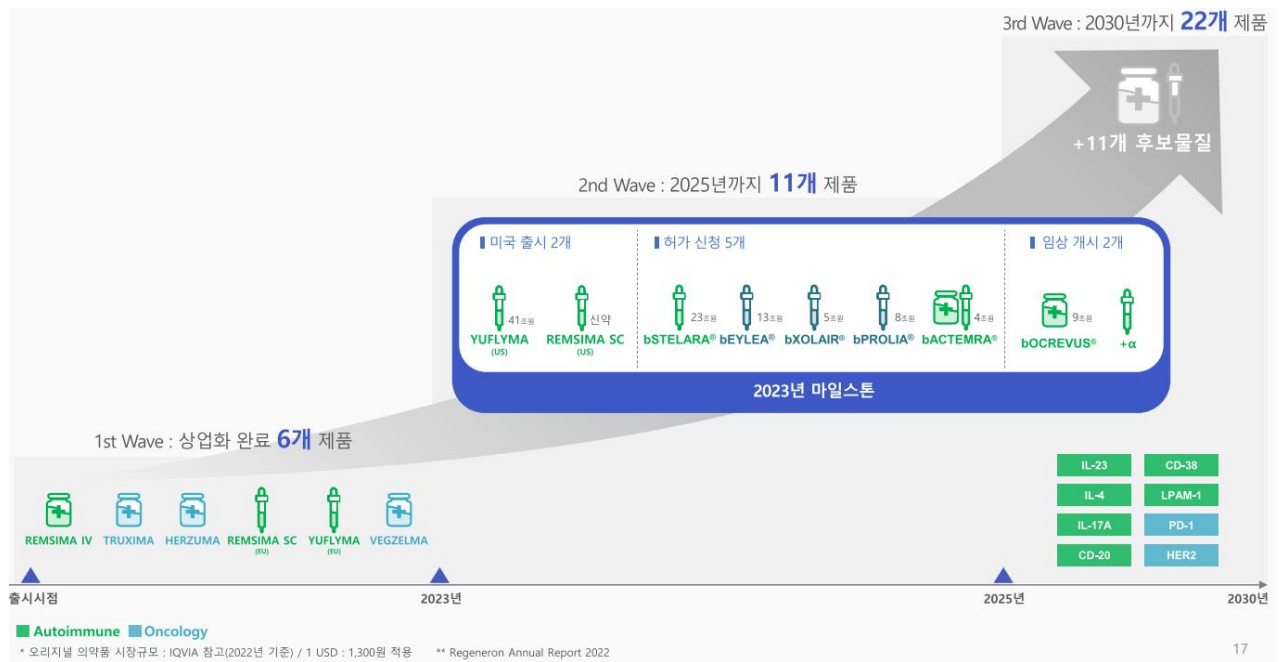 3rd Wave : 2030년까지 22개 제품
+11개 후보물질
2nd Wave : 2025년까지 11개 제품
미국 출시 2개
허가 신청 5개
임상 개시 2개
41조원
신약
23조원
13조원
5조원
8조원
4조원
9조원
YUFLYMA
(US)
REMSIMA SC
(US)
bSTELARA®
bEYLEA®
bXOLAIR®
bPROLIA®
bACTEMRA®
bOCREVUS®
+α
2023년 마일스톤
1st Wave : 상업화 완료 6개 제품
REMSIMA IV
TRUXIMA
HERZUMA
REMSIMA SC
(EU)
YUFLYMA
(EU)
VEGZELMA
IL-23
CD-38
IL-4
LPAM-1
IL-17A
PD-1
CD-20
HER2
출시시점
2023년
2025년
2030년
Autoimmune
Oncology
* 오리지널 의약품 시장규모 : IQVIA 참고(2022년 기준) / 1 USD : 1,300원 적용
** Regeneron Annual Report 2022
17